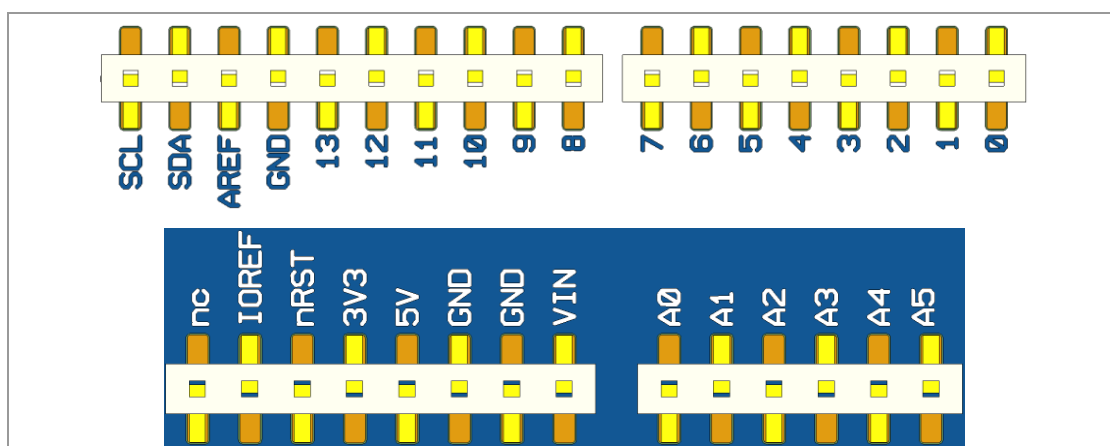 SCL SDA AREF GND 13 12 11 10 9 8 7 6 5 4 3 2 1 0
nc IOREF nRST 3V3 5V GND GND VIN A0 A1 A2 A3 A4 A5